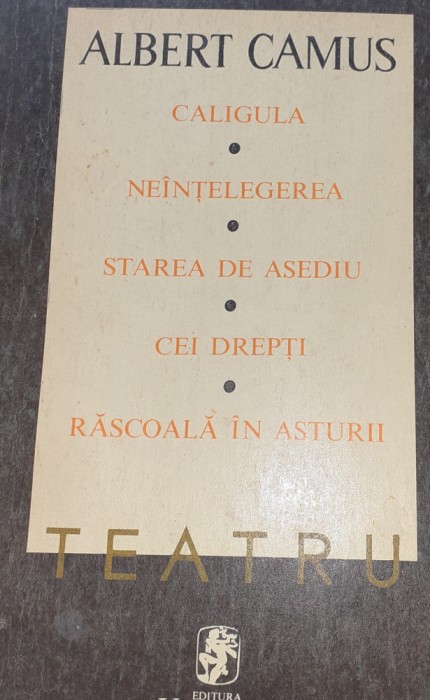 ALBERT CAMUS
CALIGULA
●
NEÎNȚELEGEREA
●
STAREA DE ASEDIU
●
CEI DREPȚI
●
RĂSCOALĂ ÎN ASTURII
TEATRU
EDITURA